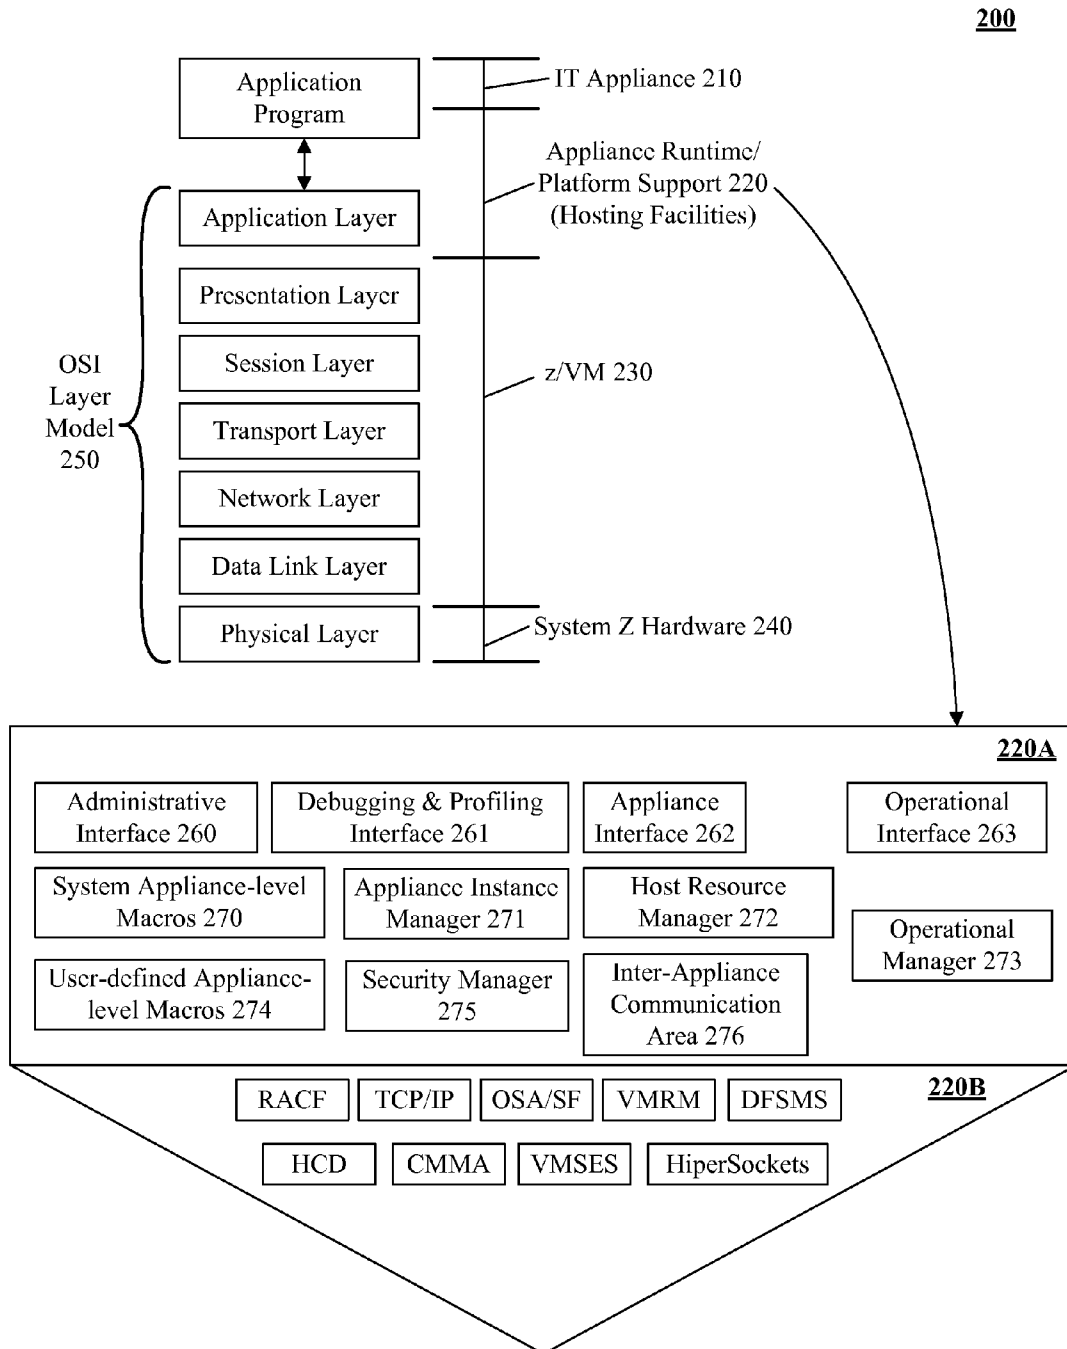 200
Application
Program
IT Appliance 210
Appliance Runtime/
Platform Support 220
(Hosting Facilities)
Application Layer
Presentation Layer
Session Layer
z/VM 230
OSI
Layer
Model
250
Transport Layer
Network Layer
Data Link Layer
Physical Layer
System Z Hardware 240
220A
Administrative
Interface 260
Debugging & Profiling
Interface 261
Appliance
Interface 262
Operational
Interface 263
System Appliance-level
Macros 270
Appliance Instance
Manager 271
Host Resource
Manager 272
Operational
Manager 273
User-defined Appliance-
level Macros 274
Security Manager
275
Inter-Appliance
Communication
Area 276
220B
RACF
TCP/IP
OSA/SF
VMRM
DFSMS
HCD
CMMA
VMSES
HiperSockets